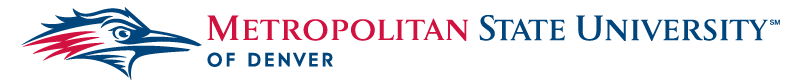 METROPOLITAN STATE UNIVERSITY℠
OF DENVER